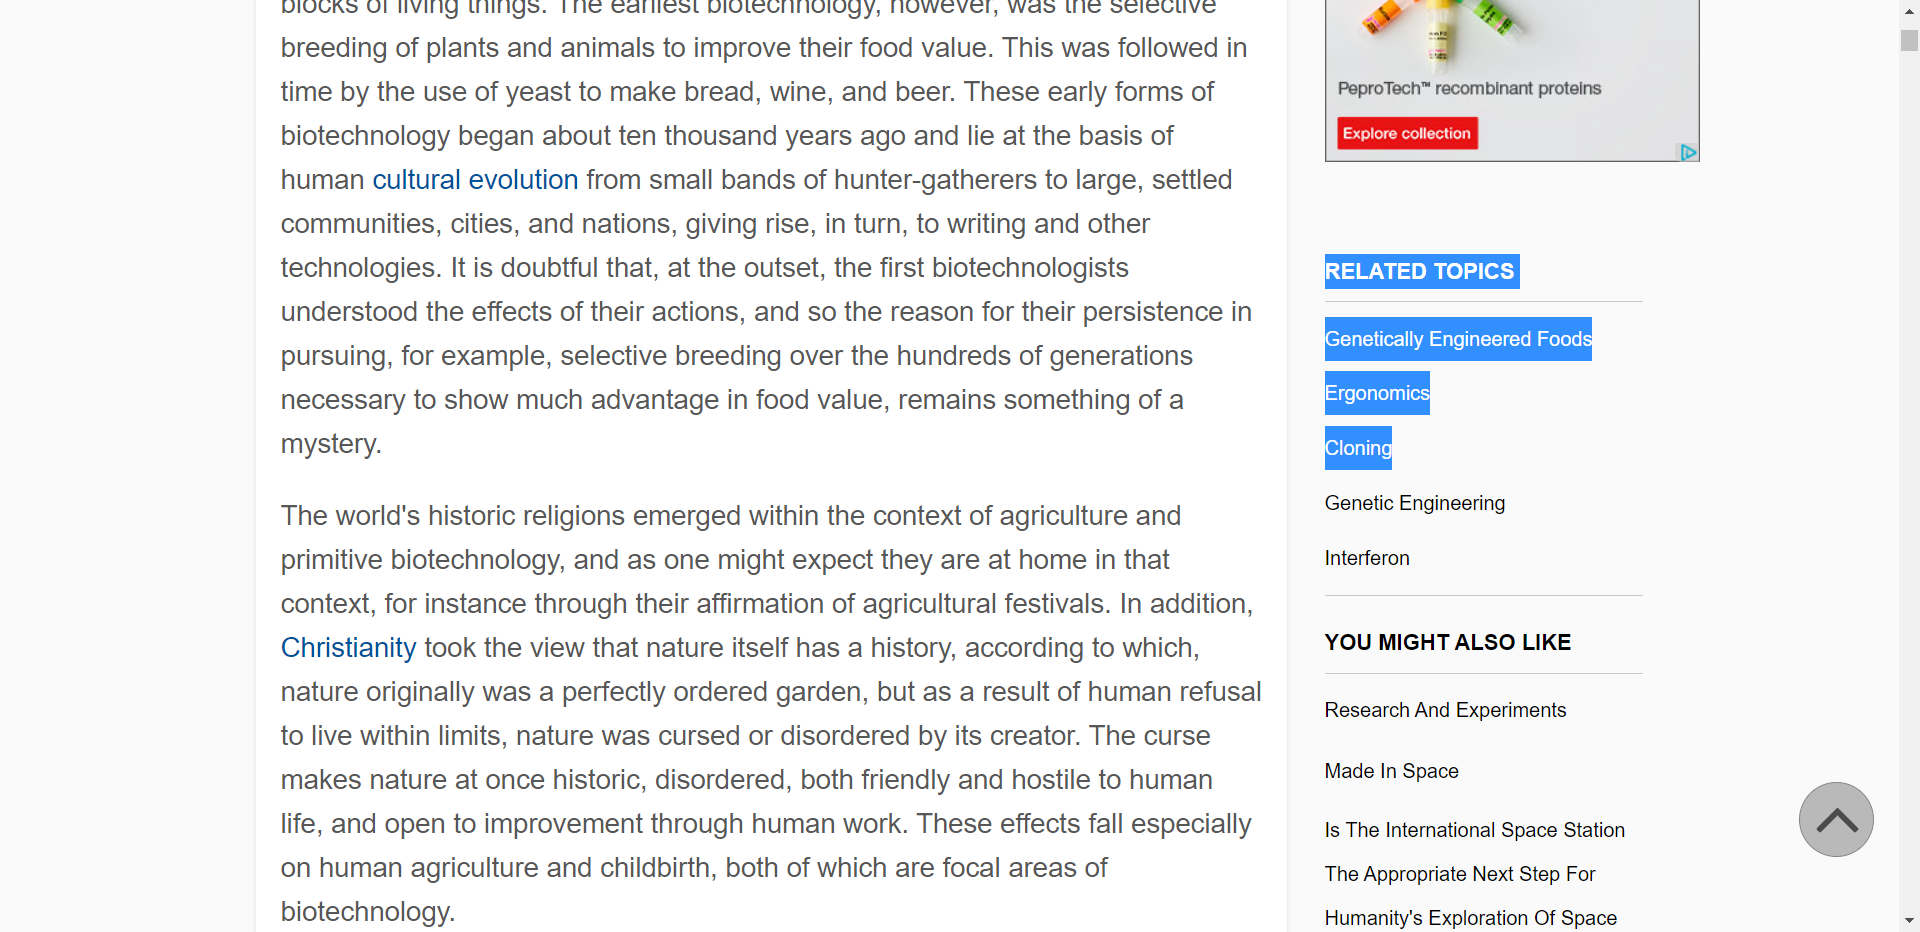 blocks of living things. The earliest biotechnology, however, was the selective
breeding of plants and animals to improve their food value. This was followed in
time by the use of yeast to make bread, wine, and beer. These early forms of
biotechnology began about ten thousand years ago and lie at the basis of
human cultural evolution from small bands of hunter-gatherers to large, settled
communities, cities, and nations, giving rise, in turn, to writing and other
technologies. It is doubtful that, at the outset, the first biotechnologists
understood the effects of their actions, and so the reason for their persistence in
pursuing, for example, selective breeding over the hundreds of generations
necessary to show much advantage in food value, remains something of a
mystery.
The world's historic religions emerged within the context of agriculture and
primitive biotechnology, and as one might expect they are at home in that
context, for instance through their affirmation of agricultural festivals. In addition,
Christianity took the view that nature itself has a history, according to which,
nature originally was a perfectly ordered garden, but as a result of human refusal
to live within limits, nature was cursed or disordered by its creator. The curse
makes nature at once historic, disordered, both friendly and hostile to human
life, and open to improvement through human work. These effects fall especially
on human agriculture and childbirth, both of which are focal areas of
biotechnology.
PeproTech™ recombinant proteins
Explore collection
RELATED TOPICS
Genetically Engineered Foods
Ergonomics
Cloning
Genetic Engineering
Interferon
YOU MIGHT ALSO LIKE
Research And Experiments
Made In Space
Is The International Space Station
The Appropriate Next Step For
Humanity's Exploration Of Space